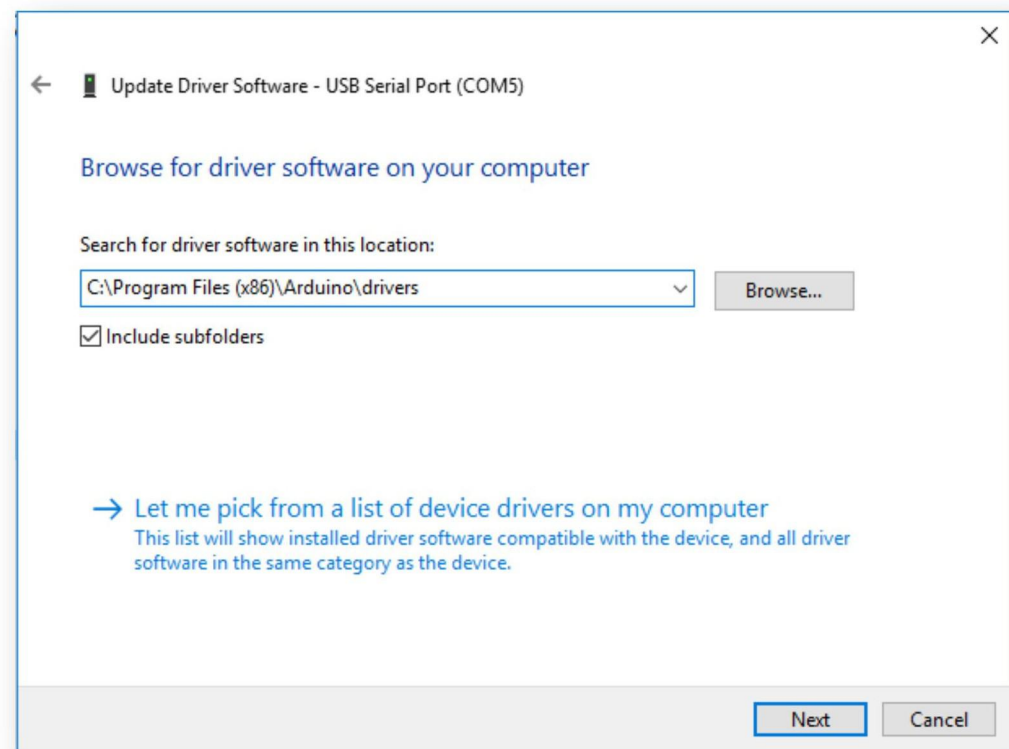 Update Driver Software - USB Serial Port (COM5)
Browse for driver software on your computer
Search for driver software in this location:
C:\Program Files (x86)\Arduino\drivers
Browse...
Include subfolders
Let me pick from a list of device drivers on my computer
This list will show installed driver software compatible with the device, and all driver
software in the same category as the device.
Next
Cancel